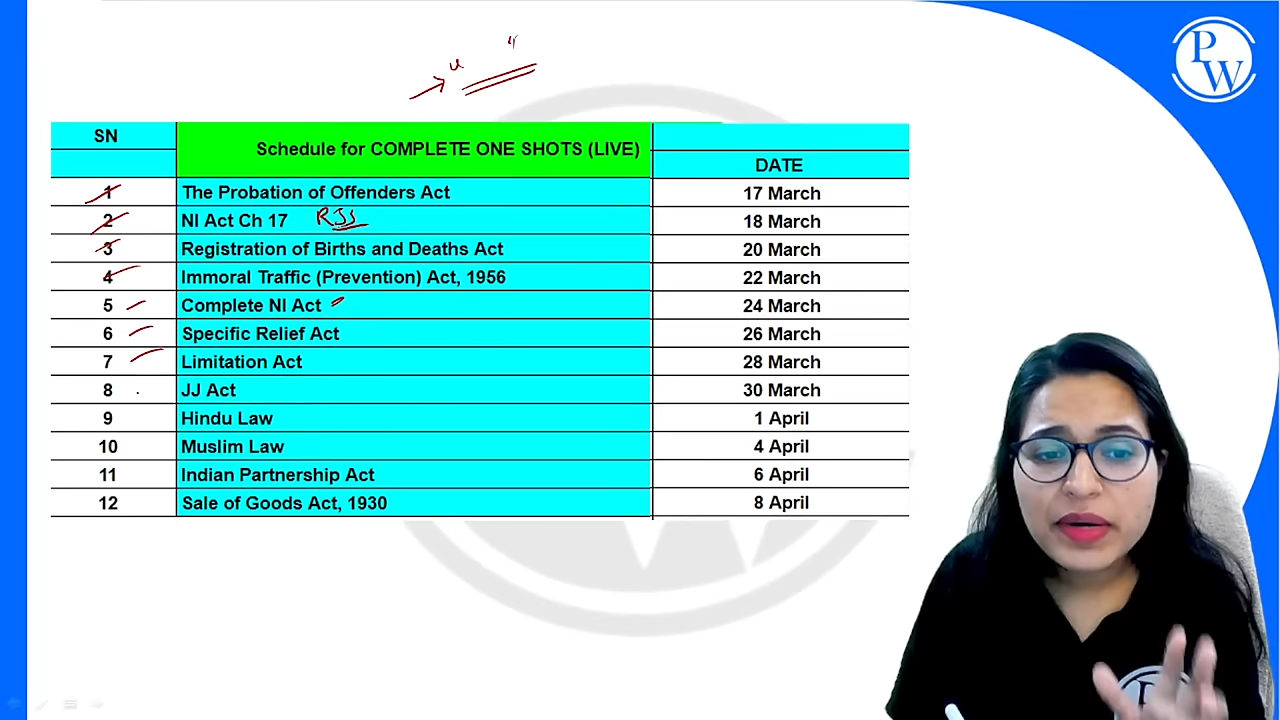 P
W
SN Schedule for COMPLETE ONE SHOTS (LIVE) DATE
1 The Probation of Offenders Act 17 March
2 NI Act Ch 17 RJS 18 March
3 Registration of Births and Deaths Act 20 March
4 Immoral Traffic (Prevention) Act, 1956 22 March
5 Complete NI Act 24 March
6 Specific Relief Act 26 March
7 Limitation Act 28 March
8 JJ Act 30 March
9 Hindu Law 1 April
10 Muslim Law 4 April
11 Indian Partnership Act 6 April
12 Sale of Goods Act, 1930 8 April
P
W